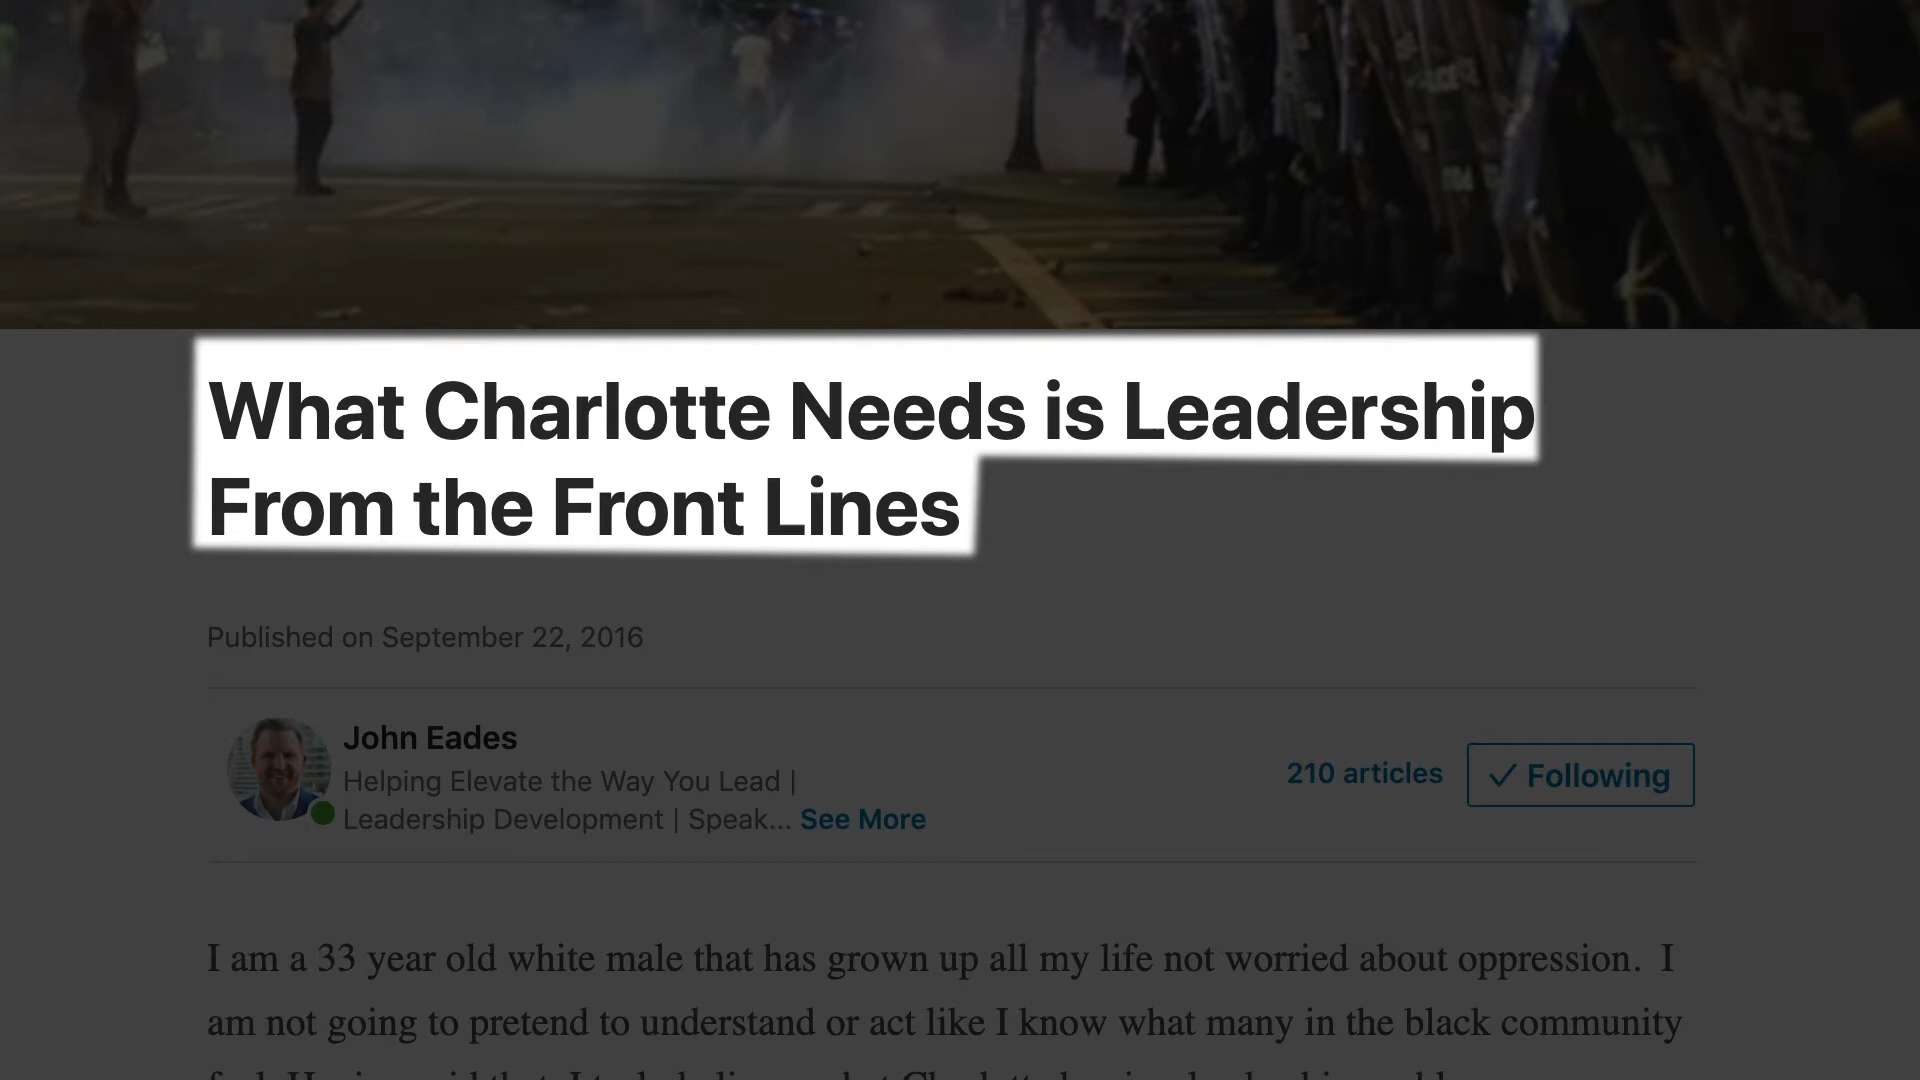 POLICE
What Charlotte Needs is Leadership
From the Front Lines
Published on September 22, 2016
John Eades
Helping Elevate the Way You Lead |
Leadership Development | Speak... See More
210 articles
Following
I am a 33 year old white male that has grown up all my life not worried about oppression. I
am not going to pretend to understand or act like I know what many in the black community